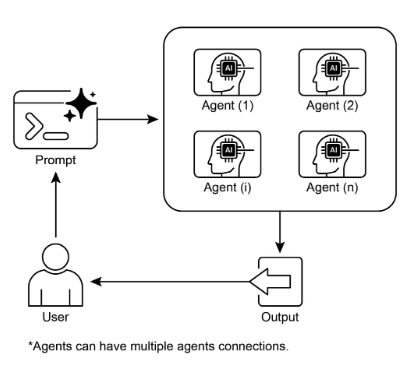 AI
AI
Agent (1)
Agent (2)
AI
AI
Prompt
Agent (i)
Agent (n)
User
Output
*Agents can have multiple agents connections.